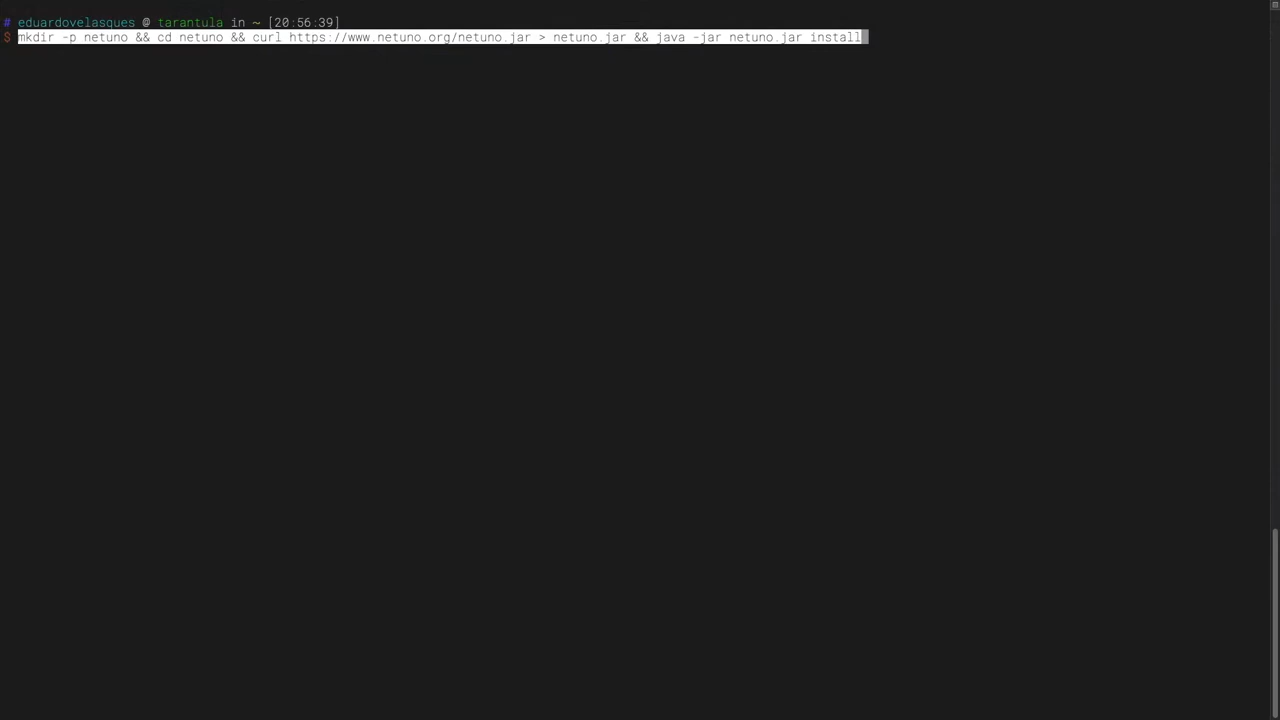 # eduardovelasques @ tarantula in ~ [20:56:39]
$ mkdir -p netuno && cd netuno && curl https://www.netuno.org/netuno.jar > netuno.jar && java -jar netuno.jar install